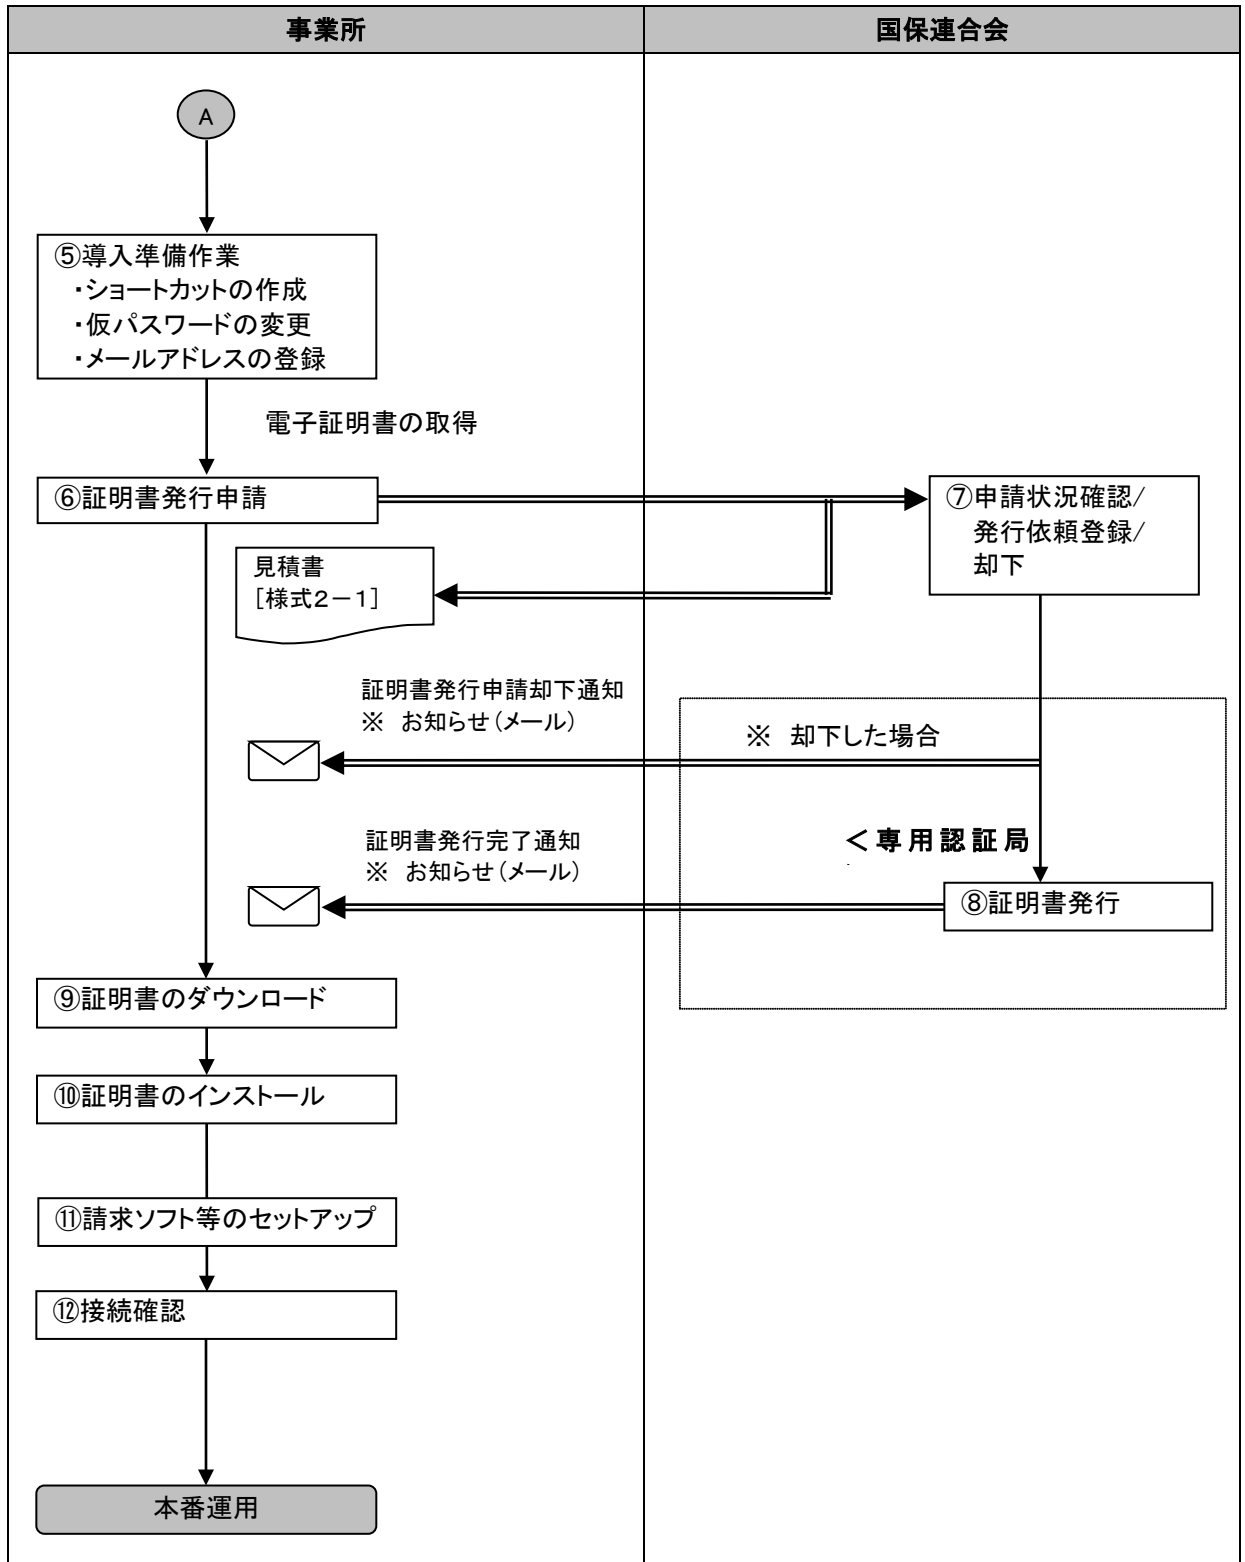 事業所
国保連合会
A
⑤導入準備作業
・ショートカットの作成
・仮パスワードの変更
・メールアドレスの登録
電子証明書の取得
⑥証明書発行申請
⑦申請状況確認/
発行依頼登録/
却下
見積書
[様式2-1]
証明書発行申請却下通知
※ お知らせ(メール)
※ 却下した場合
証明書発行完了通知
※ お知らせ(メール)
<専用認証局
⑧証明書発行
⑨証明書のダウンロード
⑩証明書のインストール
⑪請求ソフト等のセットアップ
⑫接続確認
本番運用